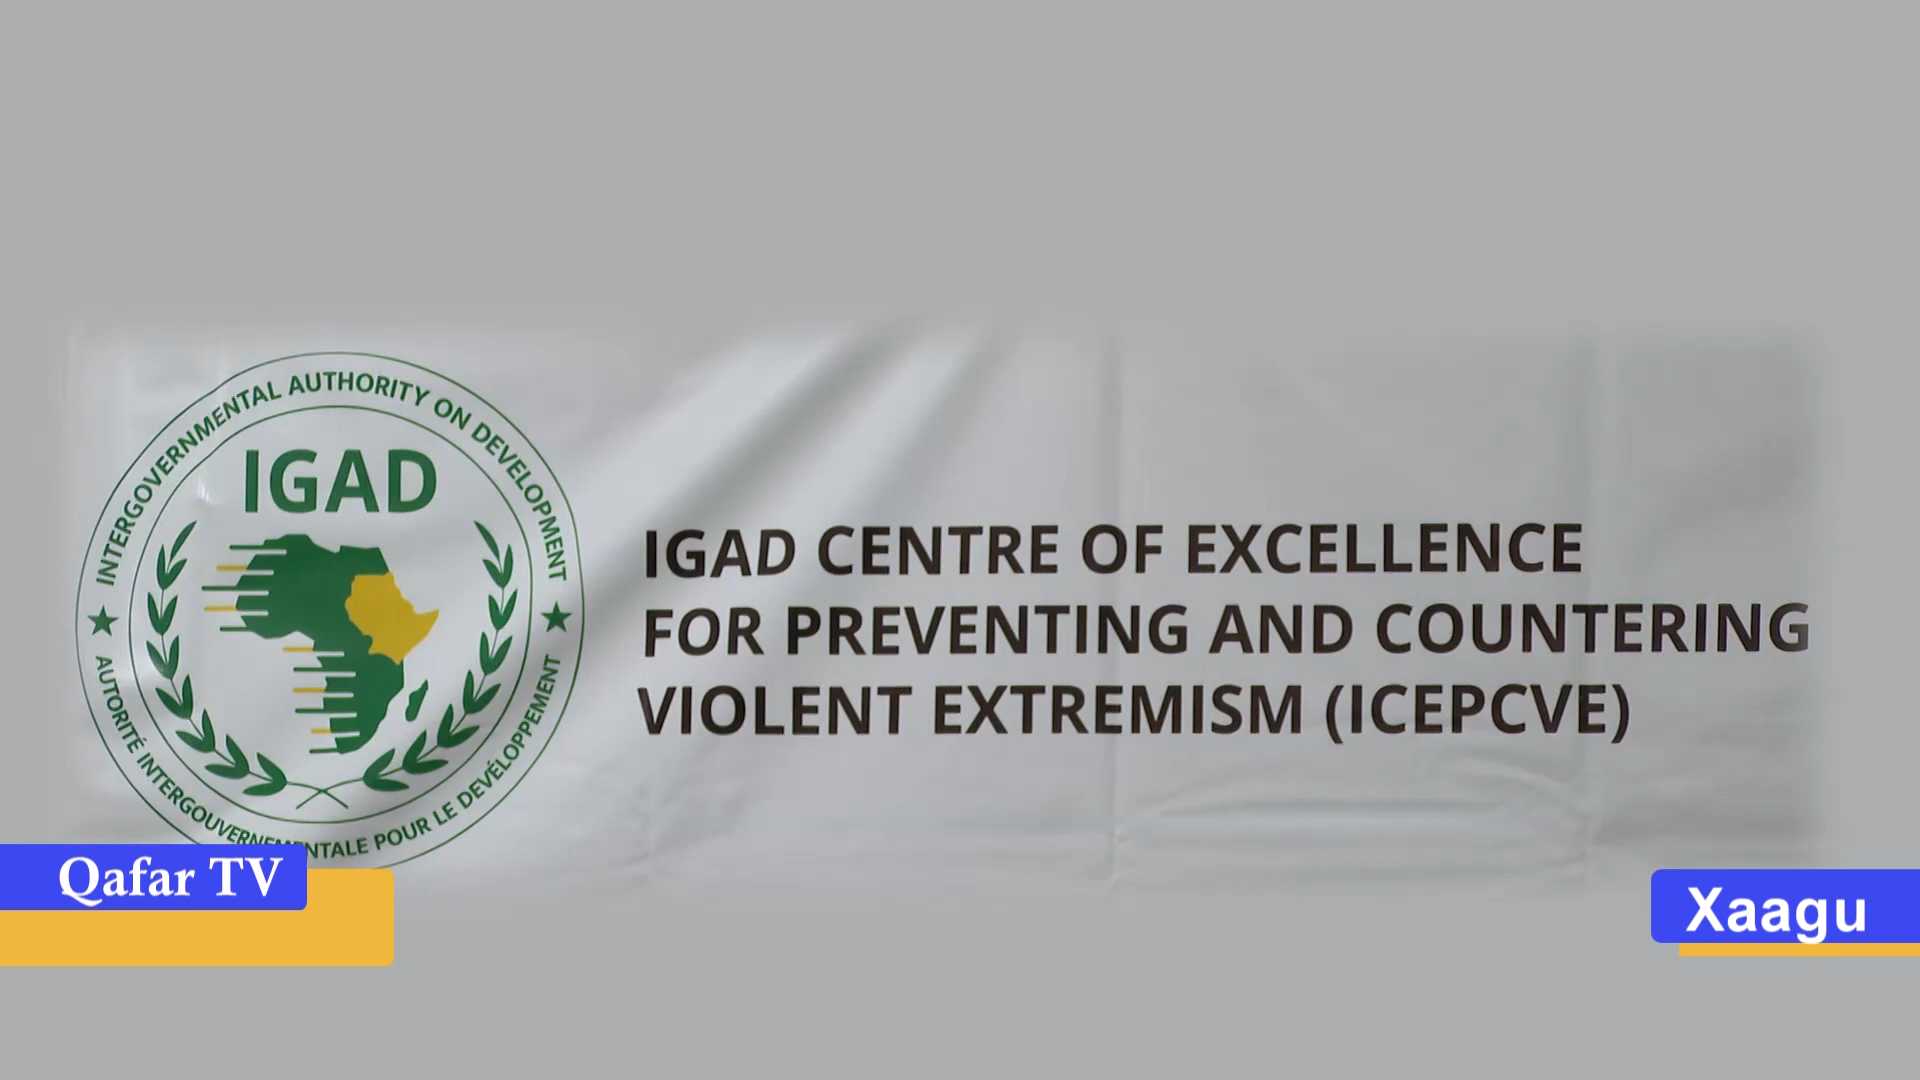 INTERGOVERNMENTAL AUTHORITY ON DEVELOPMENT
IGAD
AUTORITÉ INTERGOUVERNEMENTALE POUR LE DEVÉLOPPEMENT
IGAD CENTRE OF EXCELLENCE
FOR PREVENTING AND COUNTERING
VIOLENT EXTREMISM (ICEPCVE)
Qafar TV
Xaagu